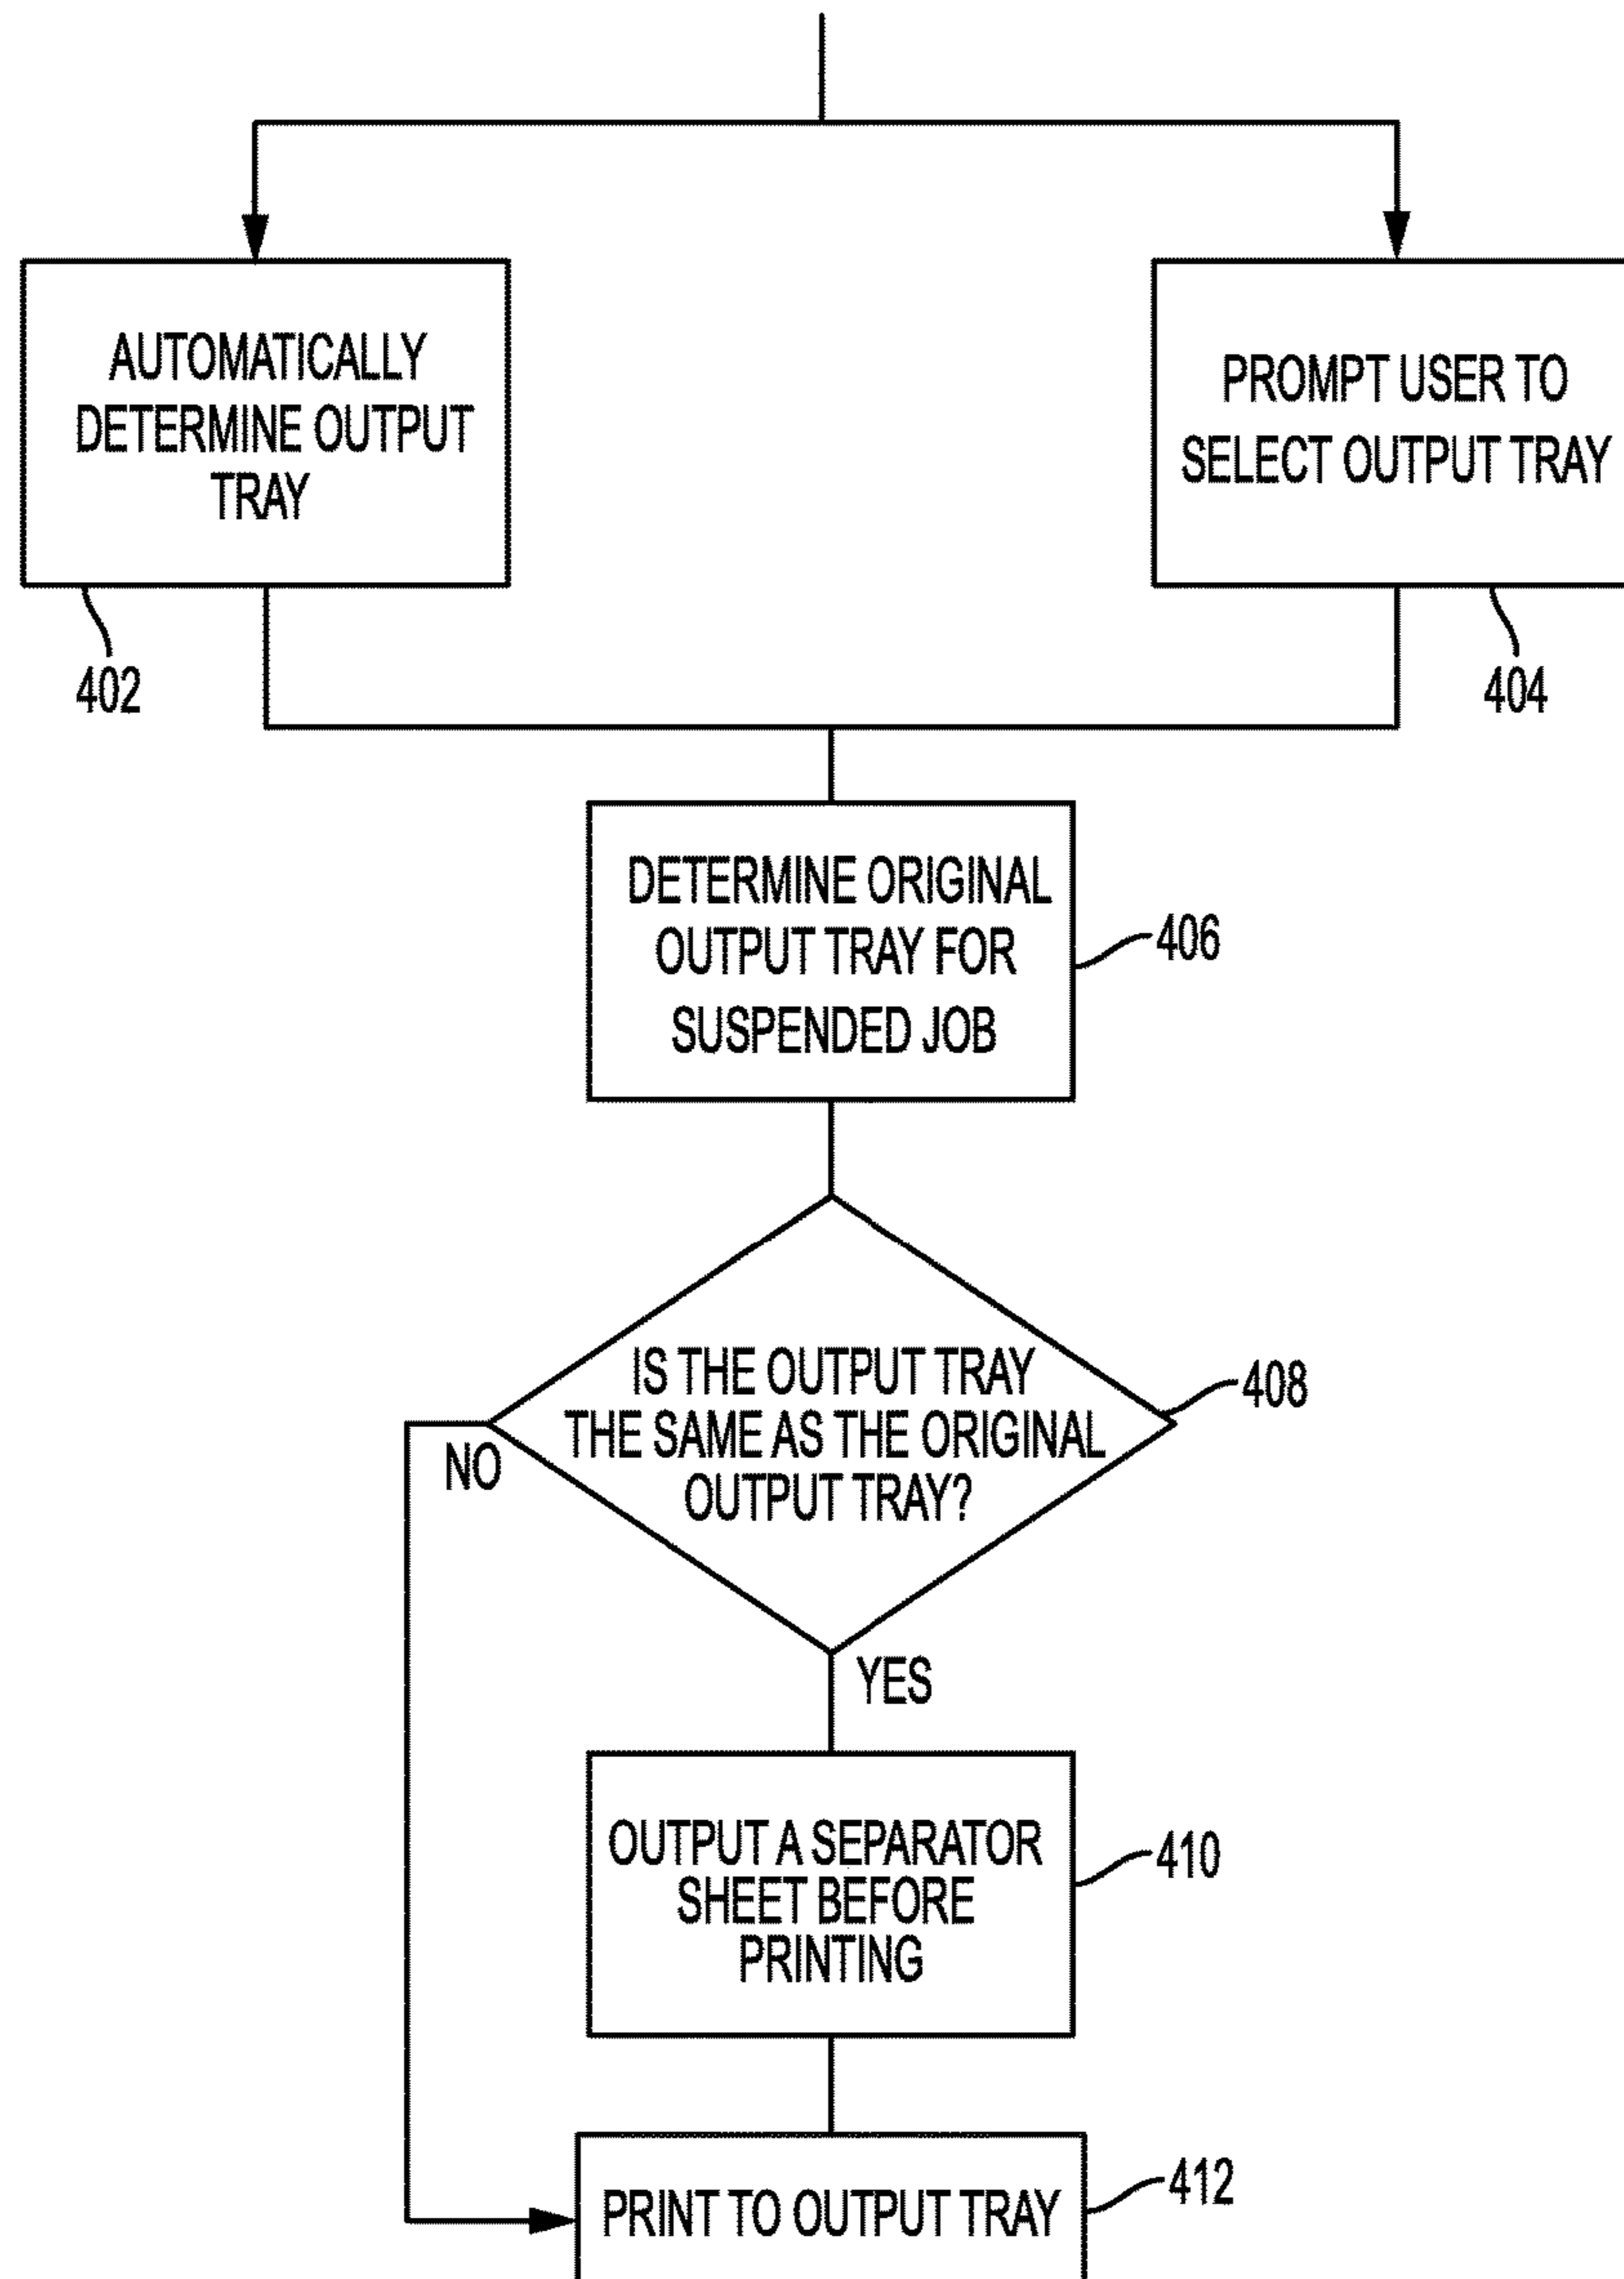 AUTOMATICALLY
DETERMINE OUTPUT
TRAY
402
PROMPT USER TO
SELECT OUTPUT TRAY
404
DETERMINE ORIGINAL
OUTPUT TRAY FOR
SUSPENDED JOB
406
IS THE OUTPUT TRAY
THE SAME AS THE ORIGINAL
OUTPUT TRAY?
408
NO
YES
OUTPUT A SEPARATOR
SHEET BEFORE
PRINTING
410
PRINT TO OUTPUT TRAY
412